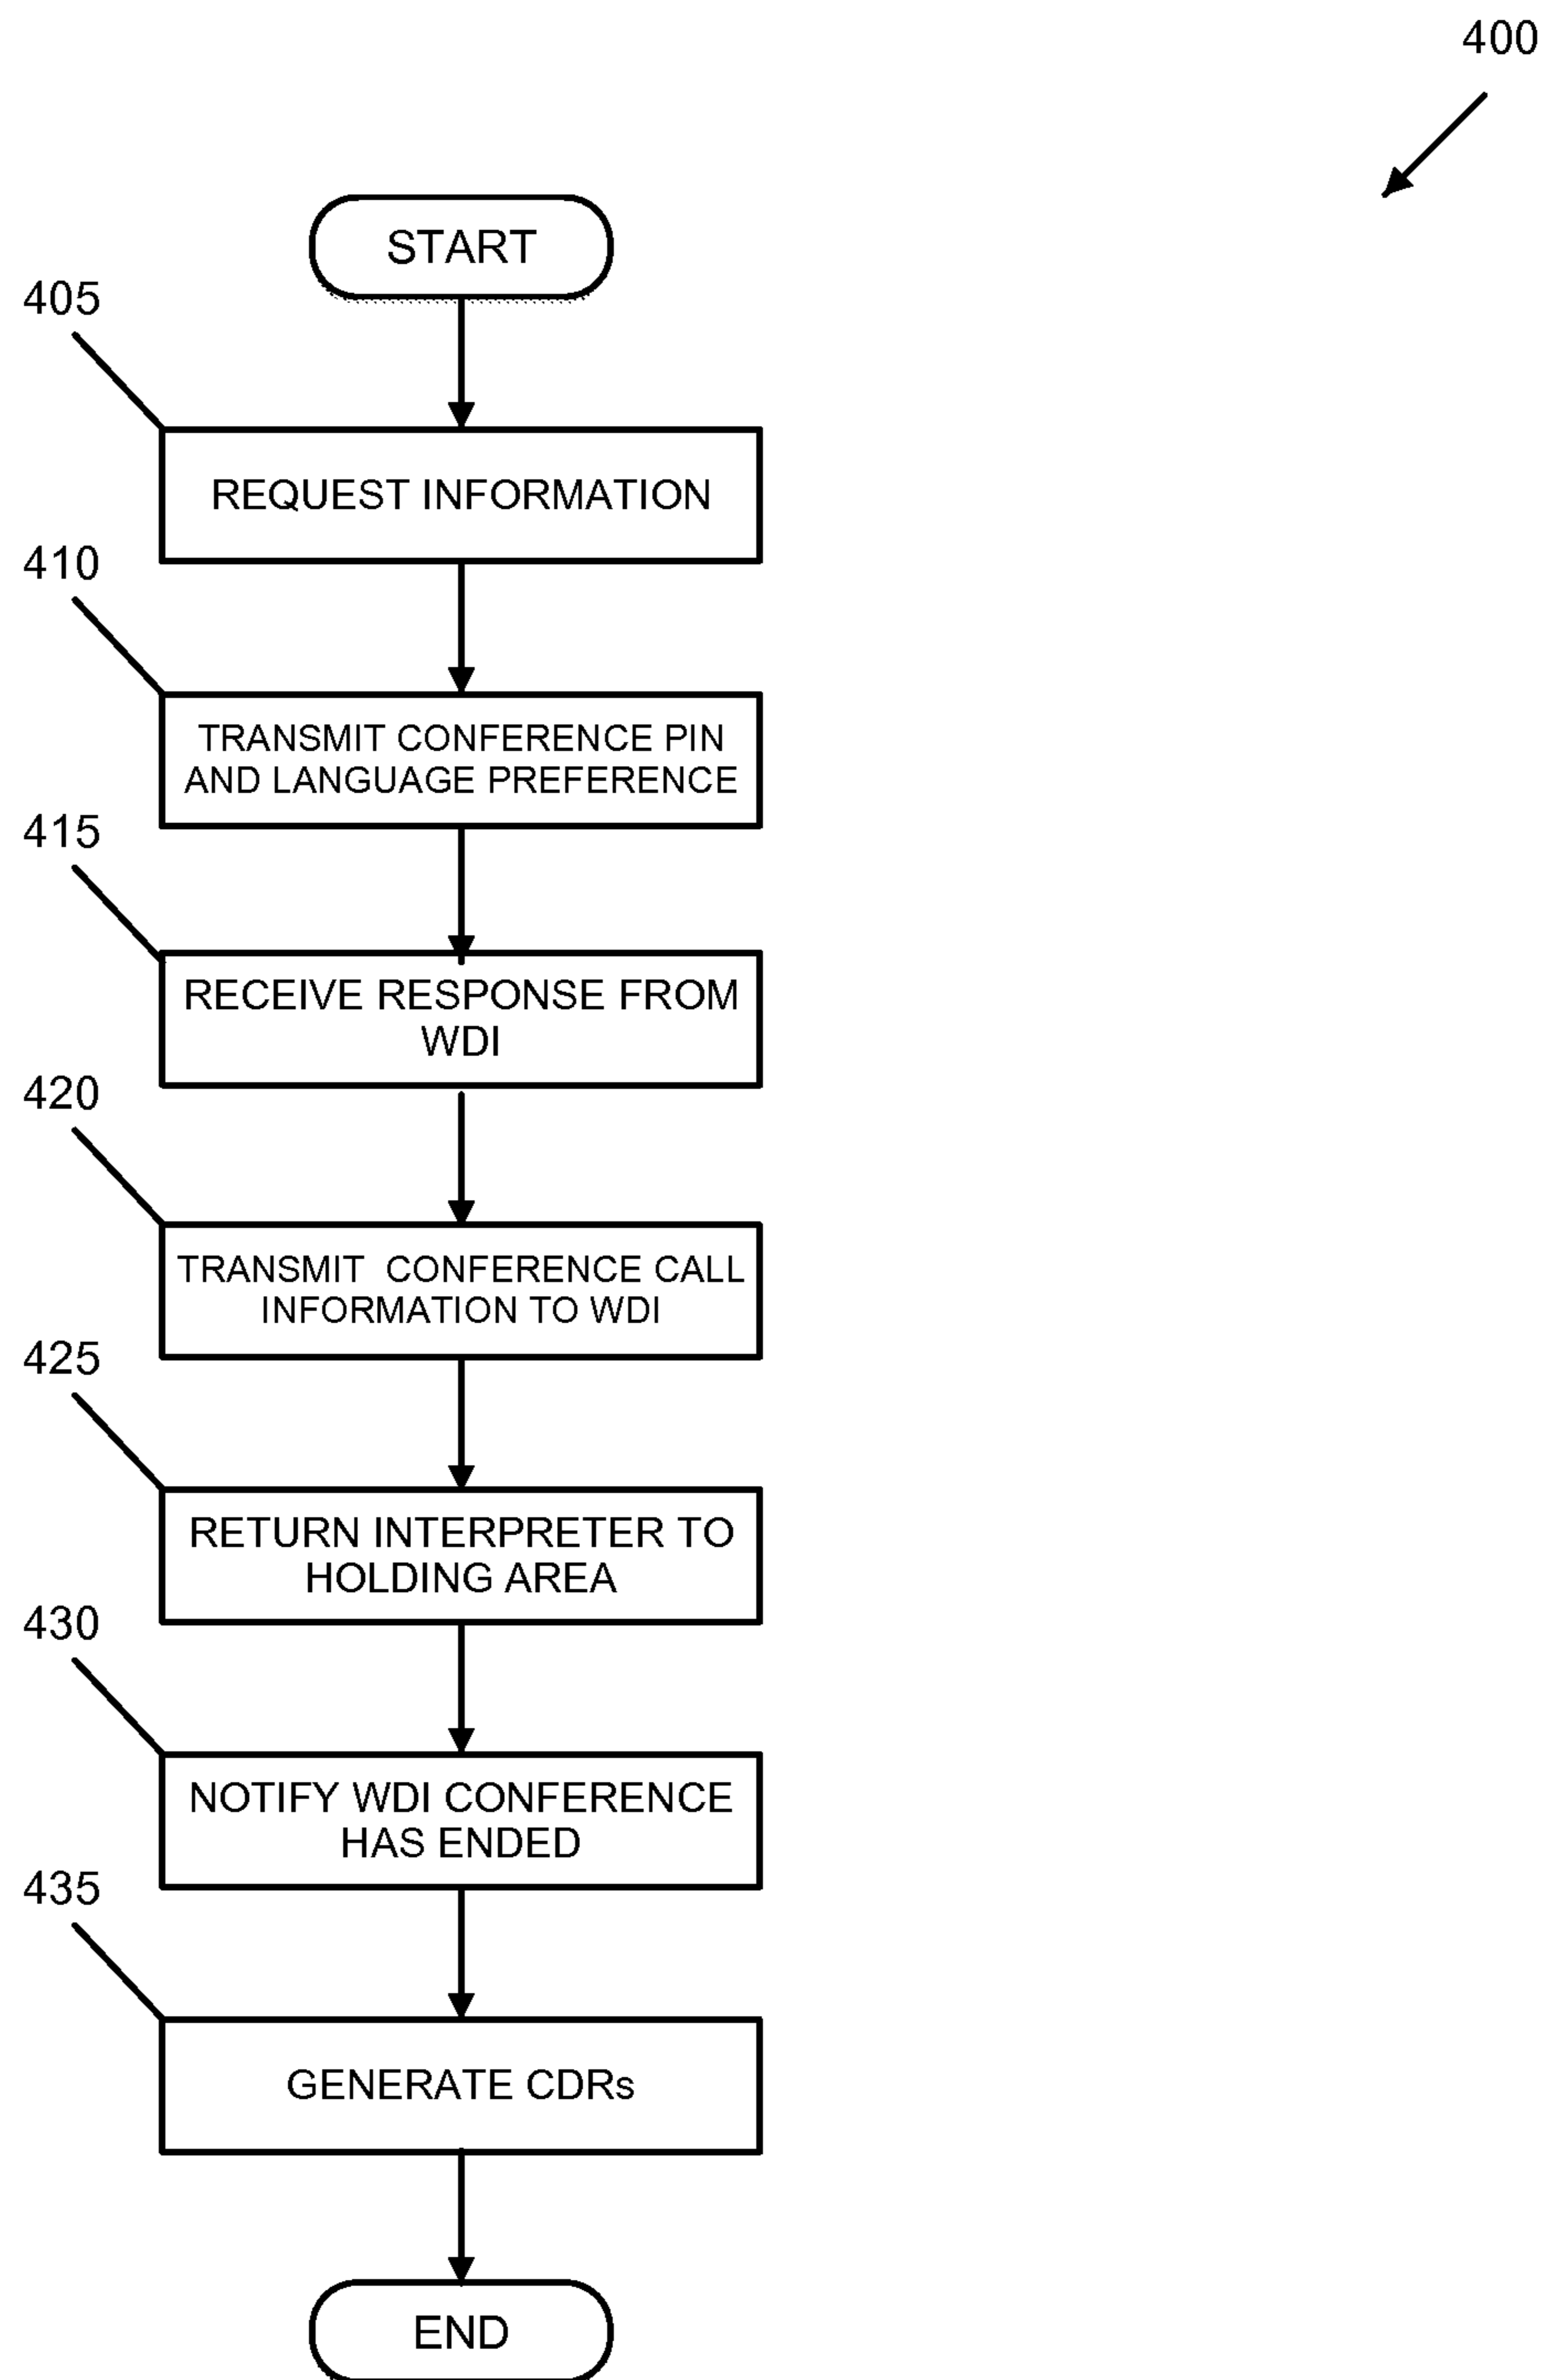 400
START
405
REQUEST INFORMATION
410
TRANSMIT CONFERENCE PIN
AND LANGUAGE PREFERENCE
415
RECEIVE RESPONSE FROM
WDI
420
TRANSMIT CONFERENCE CALL
INFORMATION TO WDI
425
RETURN INTERPRETER TO
HOLDING AREA
430
NOTIFY WDI CONFERENCE
HAS ENDED
435
GENERATE CDRs
END